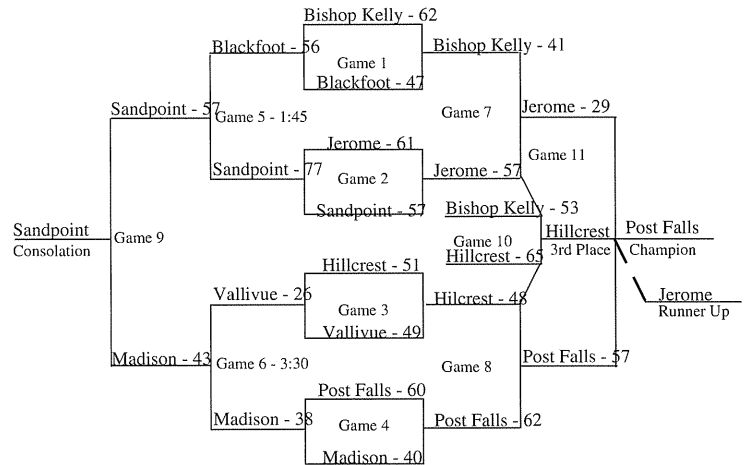 Bishop Kelly - 62
Blackfoot - 56
Bishop Kelly - 41
Game 1
Blackfoot - 47
Sandpoint - 57
Game 5 - 1:45
Game 7
Jerome - 29
Jerome - 61
Game 11
Sandpoint - 77
Game 2
Jerome - 57
Sandpoint - 57
Bishop Kelly - 53
Sandpoint
Consolation
Game 9
Game 10
Hillcrest
3rd Place
Post Falls
Champion
Hillcrest - 65
Hillcrest - 51
Vallivue - 26
Game 3
Hilcrest - 48
Jerome
Runner Up
Vallivue - 49
Madison - 43
Game 6 - 3:30
Game 8
Post Falls - 57
Post Falls - 60
Madison - 38
Game 4
Post Falls - 62
Madison - 40